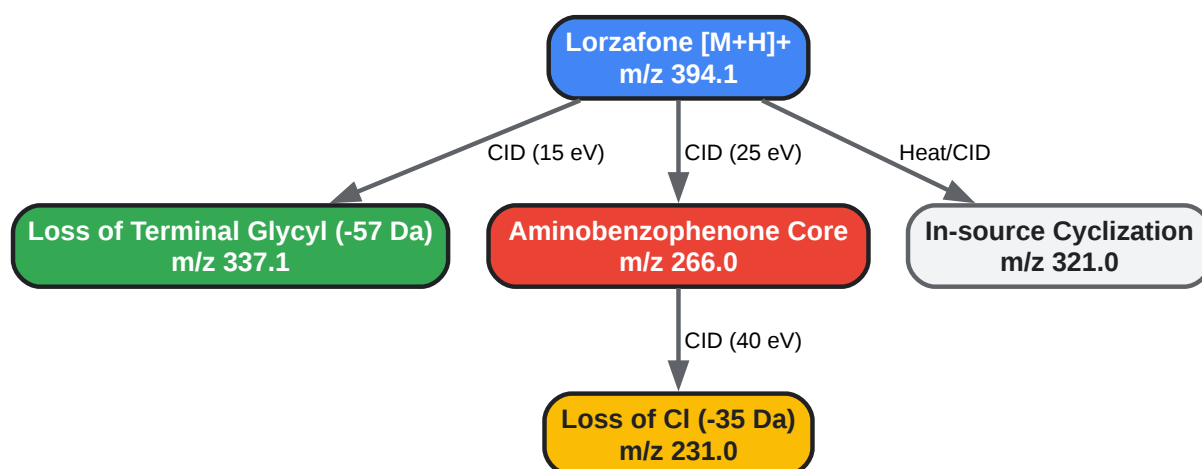 Lorzafone [M+H]+
m/z 394.1
CID (15 eV)
CID (25 eV)
Heat/CID
Loss of Terminal Glycyl (-57 Da)
m/z 337.1
Aminobenzophenone Core
m/z 266.0
In-source Cyclization
m/z 321.0
CID (40 eV)
Loss of Cl (-35 Da)
m/z 231.0